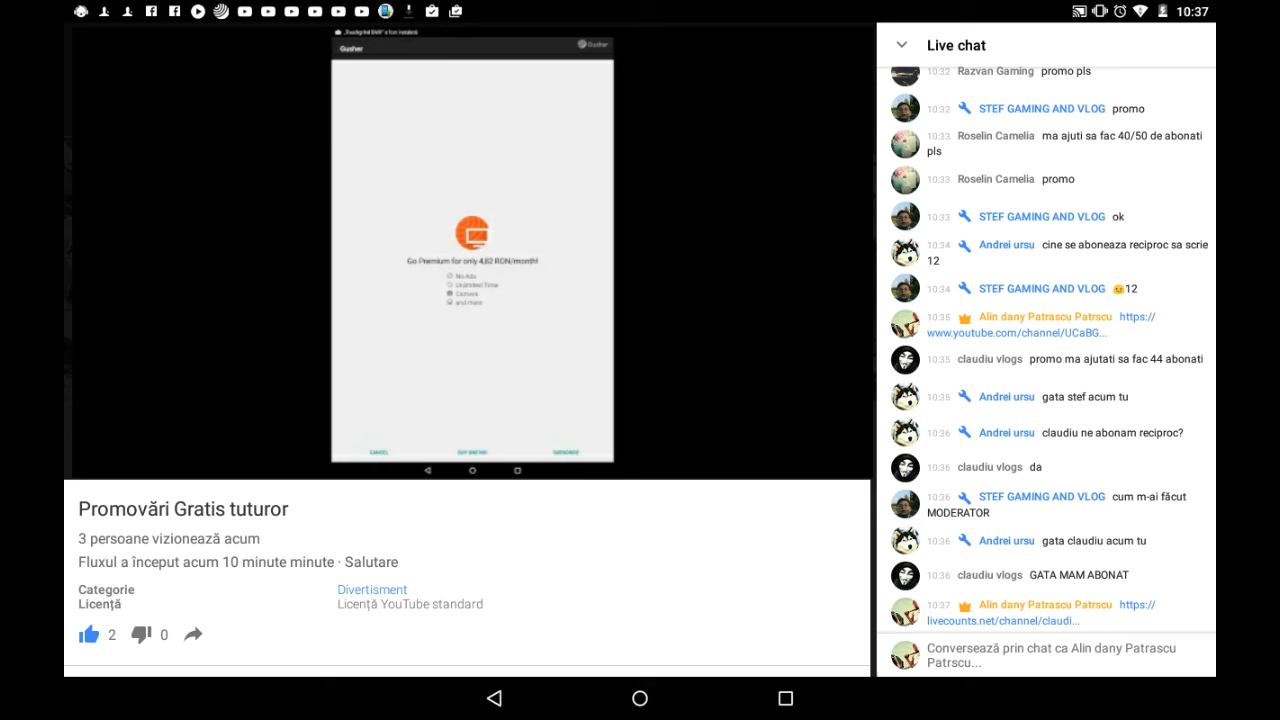 10:37
„Roadgrind BMX” a fost instalată
Gusher
Gusher
Go Premium for only 4,82 RON/month!
No Ads
Unlimited Time
Camera
and more
CANCEL
SUBSCRIBE
Promovări Gratis tuturor
3 persoane vizionează acum
Fluxul a început acum 10 minute minute · Salutare
Categorie Divertisment
Licență Licență YouTube standard
2 0
Live chat
10:32 Razvan Gaming promo pls
10:32 STEF GAMING AND VLOG promo
10:33 Roselin Camelia ma ajuti sa fac 40/50 de abonati
pls
10:33 Roselin Camelia promo
10:33 STEF GAMING AND VLOG ok
10:34 Andrei ursu cine se aboneaza reciproc sa scrie
12
10:34 STEF GAMING AND VLOG 12
10:35 Alin dany Patrascu Patrscu https://
www.youtube.com/channel/UCaBG...
10:35 claudiu vlogs promo ma ajutati sa fac 44 abonati
10:35 Andrei ursu gata stef acum tu
10:36 Andrei ursu claudiu ne abonam reciproc?
10:36 claudiu vlogs da
10:36 STEF GAMING AND VLOG cum m-ai făcut
MODERATOR
10:36 Andrei ursu gata claudiu acum tu
10:36 claudiu vlogs GATA MAM ABONAT
10:37 Alin dany Patrascu Patrscu https://
livecounts.net/channel/claudi...
Conversează prin chat ca Alin dany Patrascu
Patrscu...